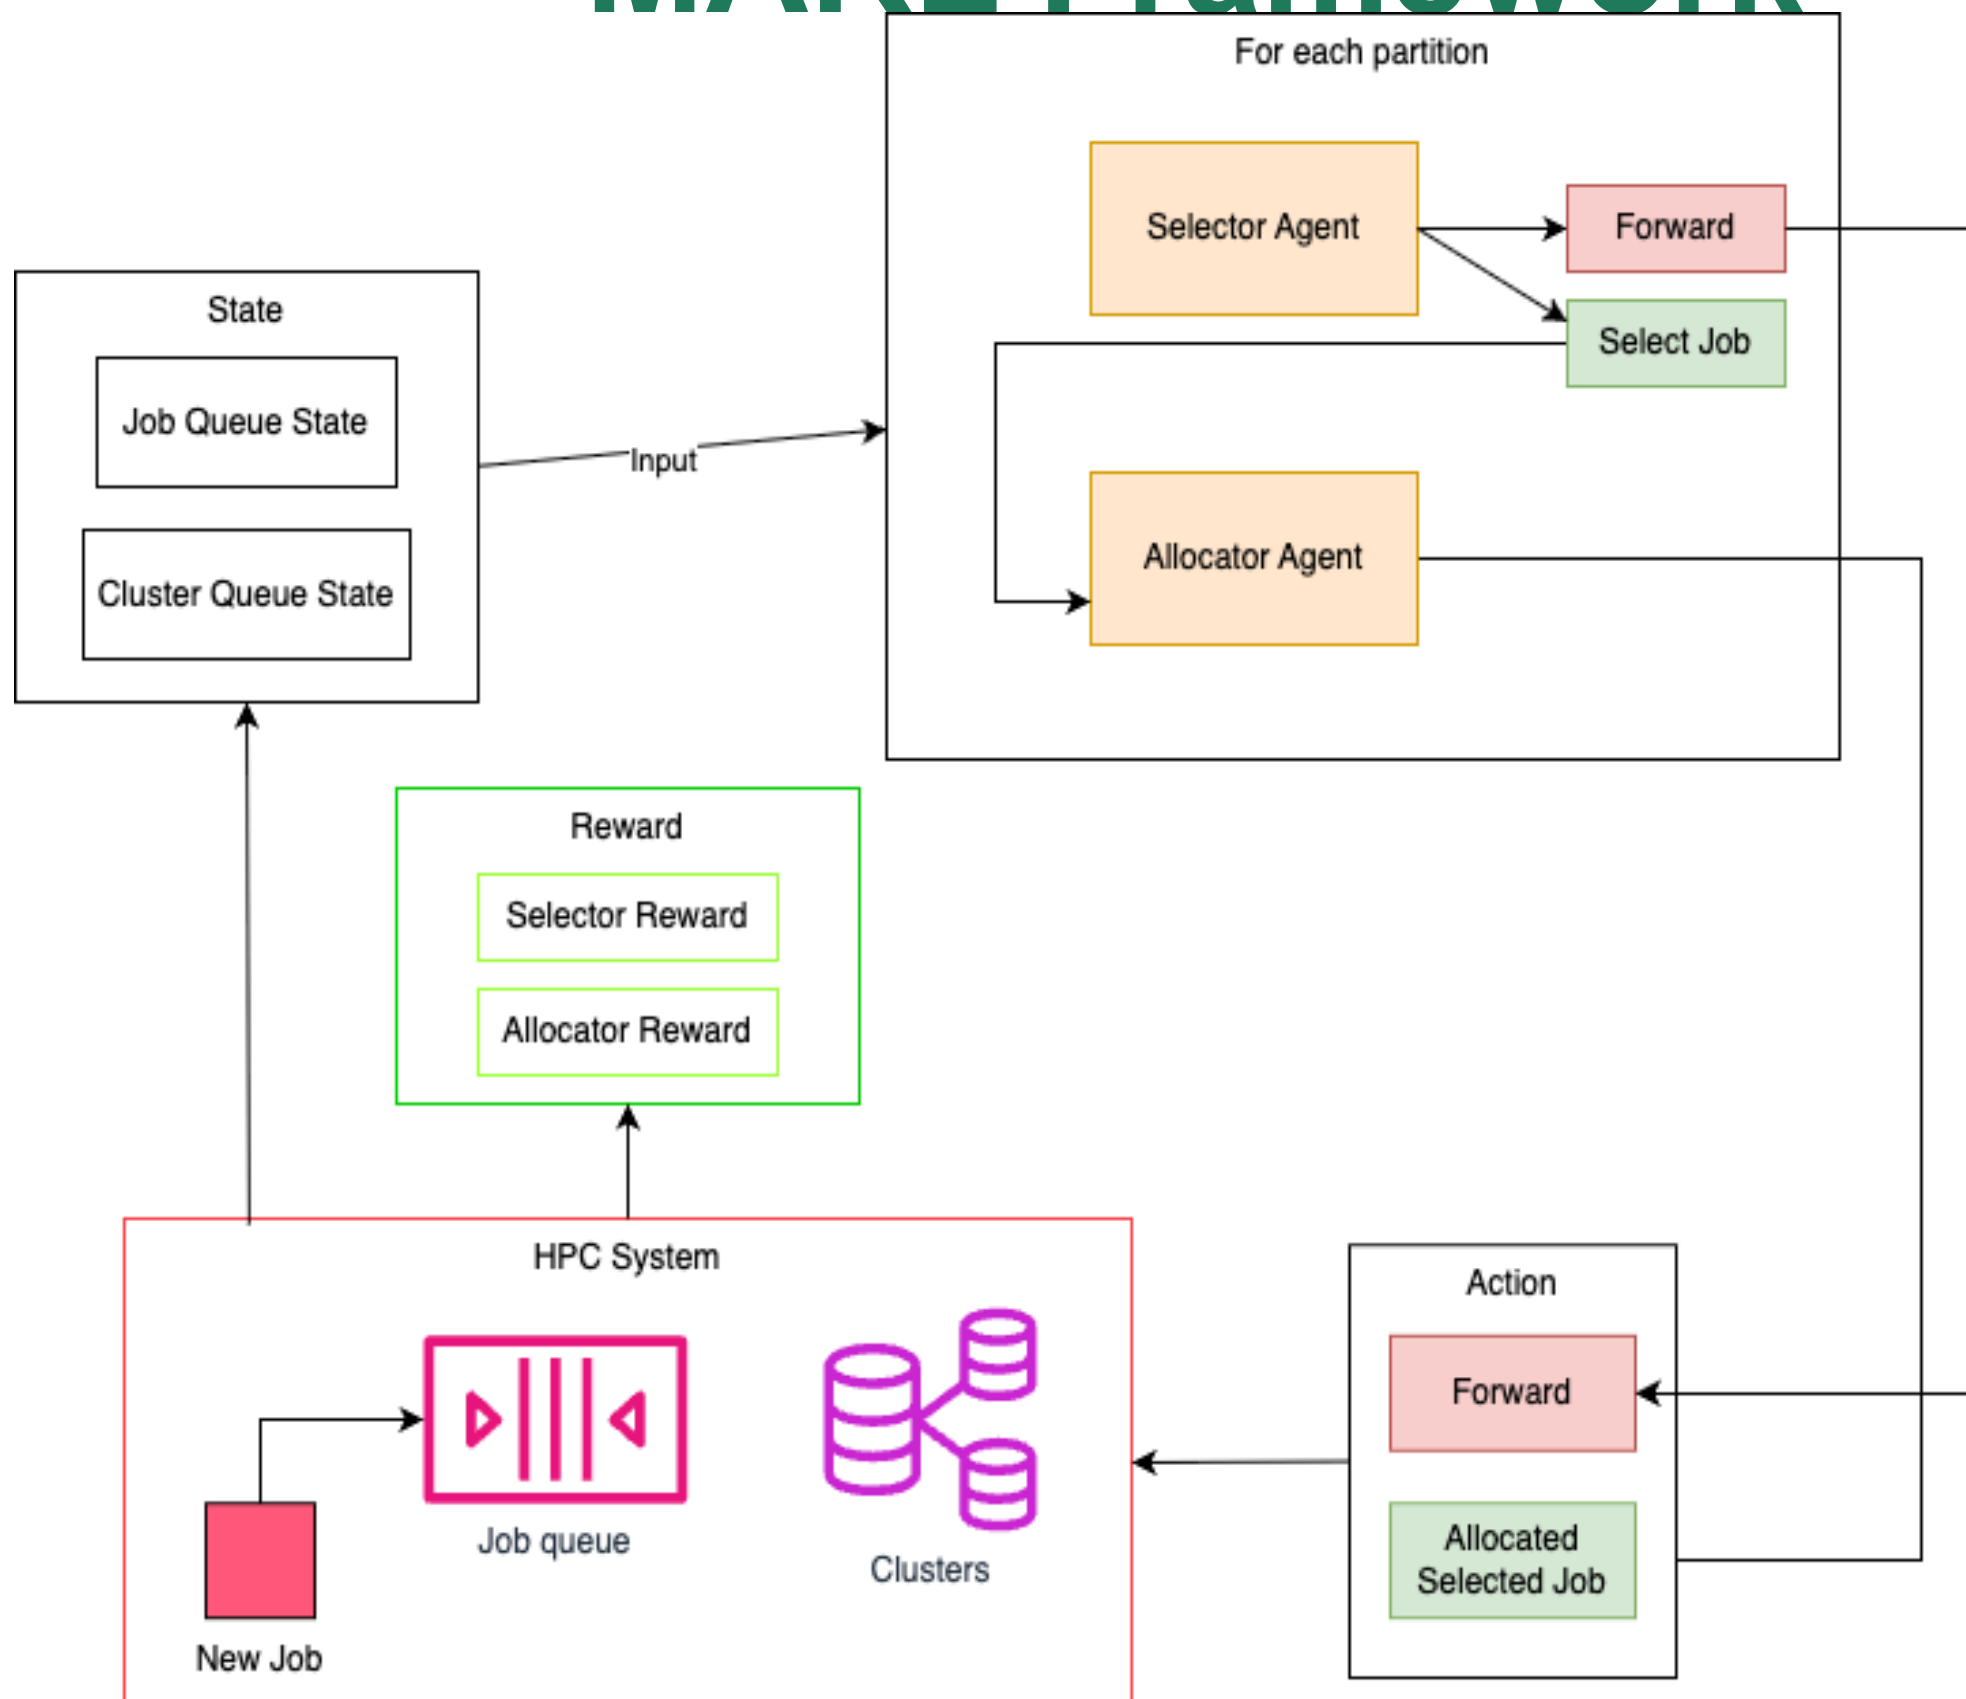 Framework
For each partition
Selector Agent
Forward
Select Job
Allocator Agent
State
Job Queue State
Cluster Queue State
Input
Reward
Selector Reward
Allocator Reward
HPC System
Job queue
Clusters
New Job
Action
Forward
Allocated
Selected Job